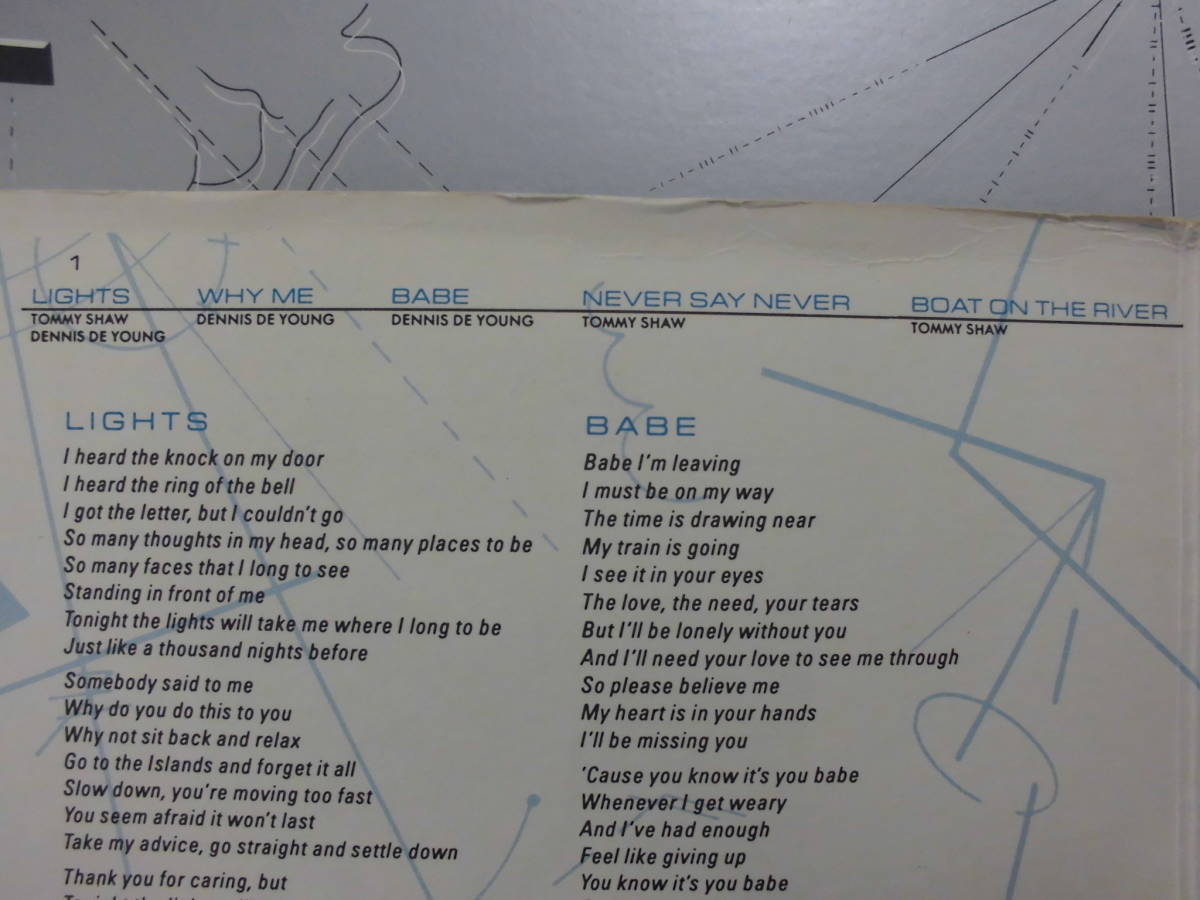 1
LIGHTS WHY ME BABE NEVER SAY NEVER BOAT ON THE RIVER
TOMMY SHAW DENNIS DE YOUNG DENNIS DE YOUNG TOMMY SHAW TOMMY SHAW
DENNIS DE YOUNG
LIGHTS
I heard the knock on my door
I heard the ring of the bell
I got the letter, but I couldn't go
So many thoughts in my head, so many places to be
So many faces that I long to see
Standing in front of me
Tonight the lights will take me where I long to be
Just like a thousand nights before
Somebody said to me
Why do you do this to you
Why not sit back and relax
Go to the Islands and forget it all
Slow down, you're moving too fast
You seem afraid it won't last
Take my advice, go straight and settle down
Thank you for caring, but
BABE
Babe I'm leaving
I must be on my way
The time is drawing near
My train is going
I see it in your eyes
The love, the need, your tears
But I'll be lonely without you
And I'll need your love to see me through
So please believe me
My heart is in your hands
I'll be missing you
'Cause you know it's you babe
Whenever I get weary
And I've had enough
Feel like giving up
You know it's you babe